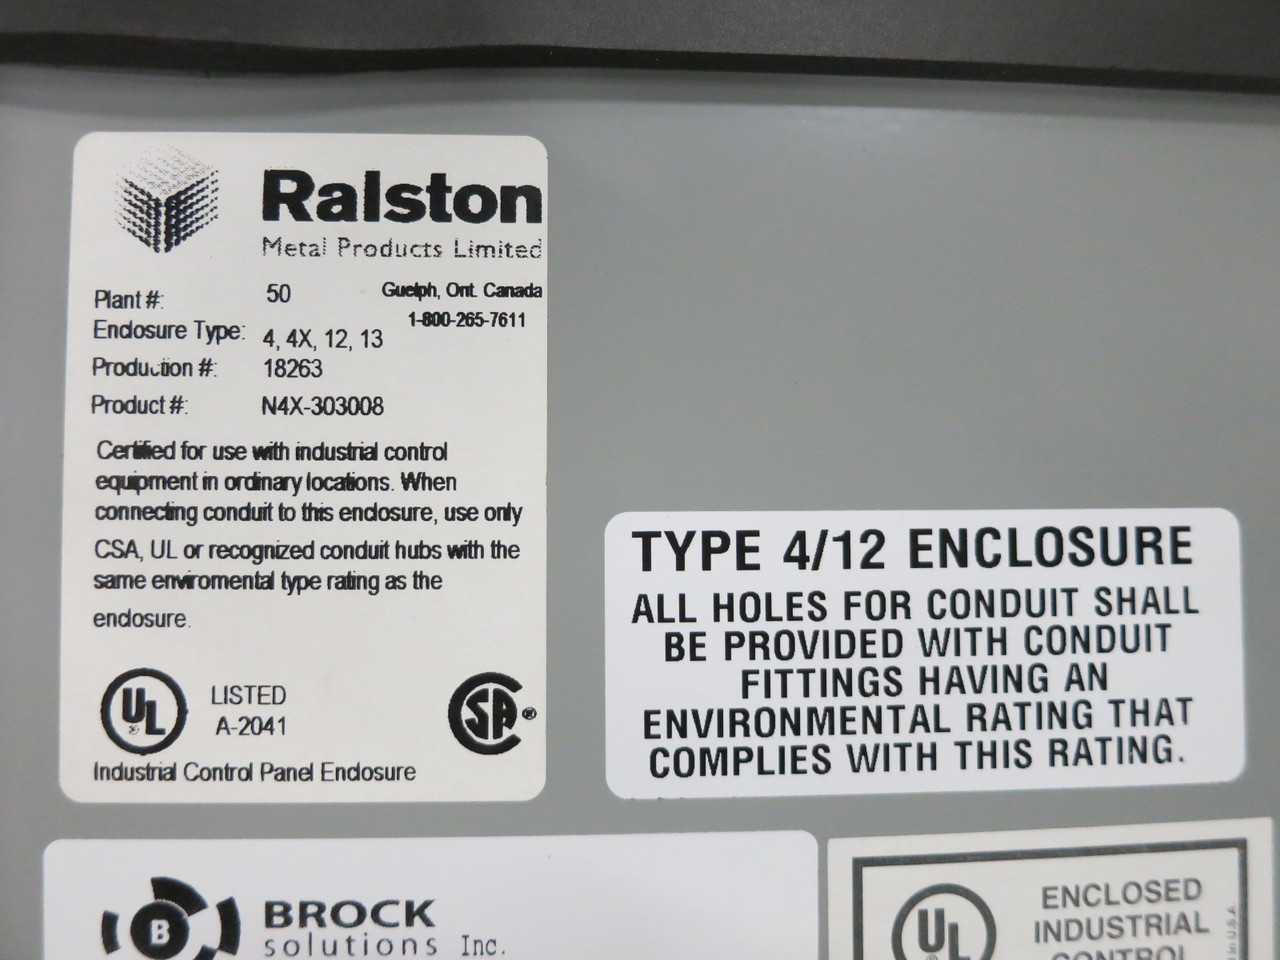 Ralston
Metal Products Limited
Guelph, Ont. Canada
1-800-265-7611
Plant #: 50
Enclosure Type: 4, 4X, 12, 13
Production #: 18263
Product #: N4X-303008
Certified for use with industrial control
equipment in ordinary locations. When
connecting conduit to this enclosure, use only
CSA, UL or recognized conduit hubs with the
same enviromental type rating as the
enclosure.
UL LISTED
A-2041
SA
Industrial Control Panel Enclosure
TYPE 4/12 ENCLOSURE
ALL HOLES FOR CONDUIT SHALL
BE PROVIDED WITH CONDUIT
FITTINGS HAVING AN
ENVIRONMENTAL RATING THAT
COMPLIES WITH THIS RATING.
B BROCK
solutions Inc.
UL
ENCLOSED
INDUSTRIAL
CONTROL
in U.S.A.